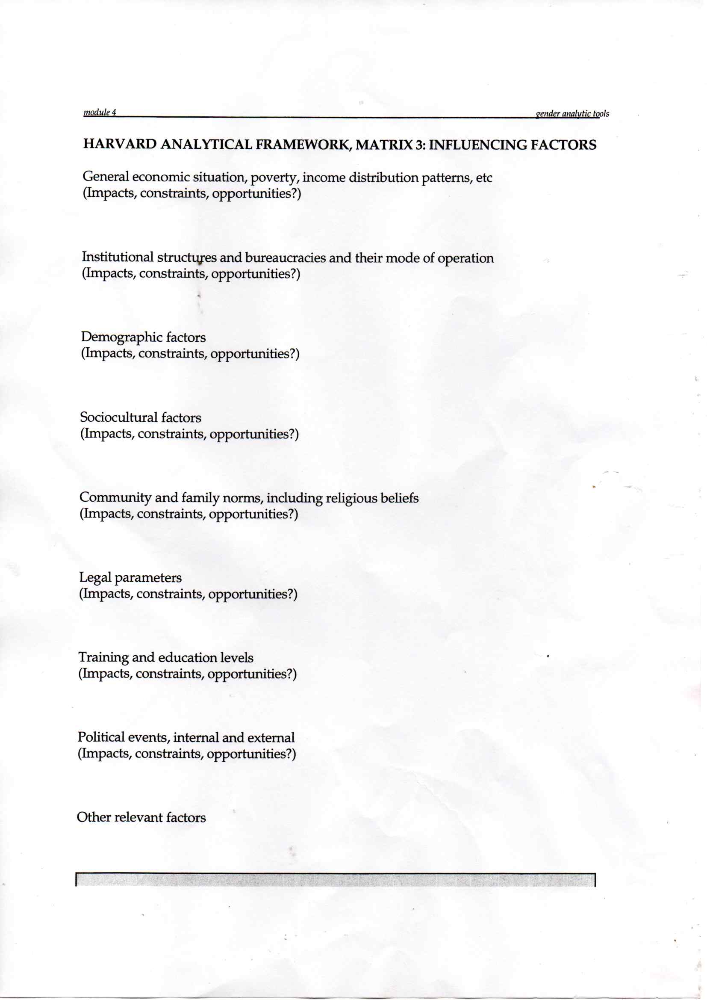 module 4
gender analytic tools
HARVARD ANALYTICAL FRAMEWORK, MATRIX 3: INFLUENCING FACTORS
General economic situation, poverty, income distribution patterns, etc
(Impacts, constraints, opportunities?)
Institutional structures and bureaucracies and their mode of operation
(Impacts, constraints, opportunities?)
Demographic factors
(Impacts, constraints, opportunities?)
Sociocultural factors
(Impacts, constraints, opportunities?)
Community and family norms, including religious beliefs
(Impacts, constraints, opportunities?)
Legal parameters
(Impacts, constraints, opportunities?)
Training and education levels
(Impacts, constraints, opportunities?)
Political events, internal and external
(Impacts, constraints, opportunities?)
Other relevant factors